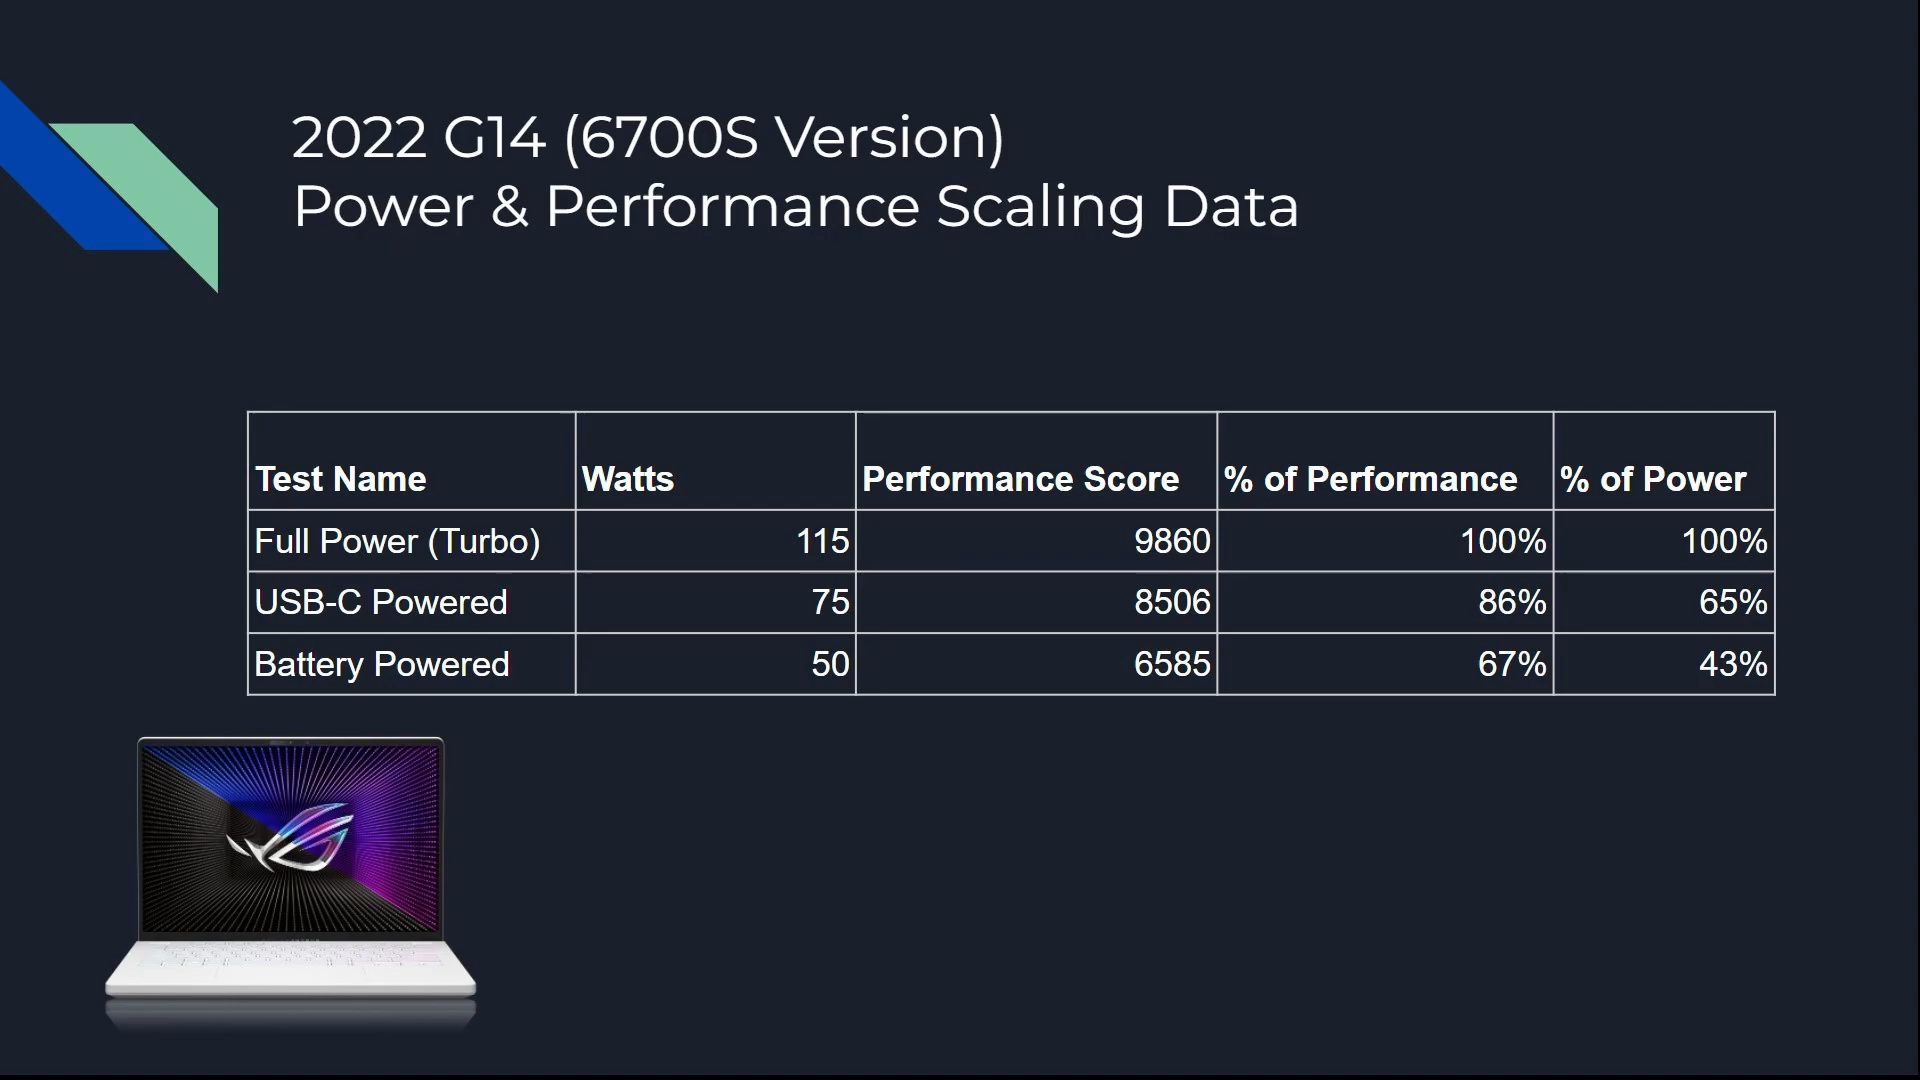 2022 G14 (6700S Version)
Power & Performance Scaling Data
Test Name Watts Performance Score % of Performance % of Power
Full Power (Turbo) 115 9860 100% 100%
USB-C Powered 75 8506 86% 65%
Battery Powered 50 6585 67% 43%